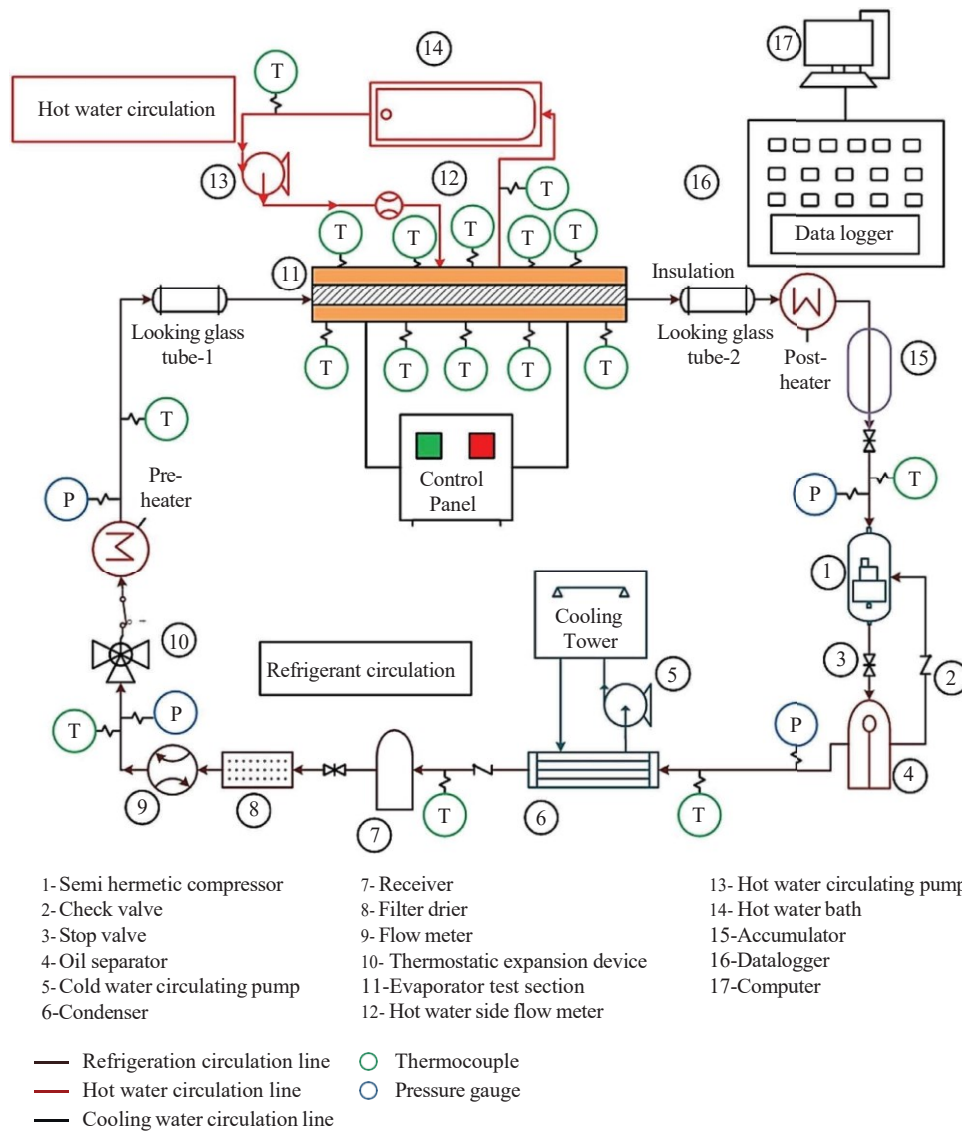 14
17
T
Hot water circulation
13
12
T
16
T
T
T
T
T
Data logger
11
Insulation
Looking glass
tube-1
Looking glass
tube-2
Post-
heater
15
T
T
T
T
T
T
P
Pre-
heater
Control
Panel
P
T
1
10
Cooling
Tower
Refrigerant circulation
5
3
2
T
P
P
9
8
7
T
6
T
4
1- Semi hermetic compressor
2- Check valve
3- Stop valve
4- Oil separator
5- Cold water circulating pump
6-Condenser
7- Receiver
8- Filter drier
9- Flow meter
10- Thermostatic expansion device
11-Evaporator test section
12- Hot water side flow meter
13- Hot water circulating pump
14- Hot water bath
15-Accumulator
16-Datalogger
17-Computer
Refrigeration circulation line
Hot water circulation line
Cooling water circulation line
Thermocouple
Pressure gauge